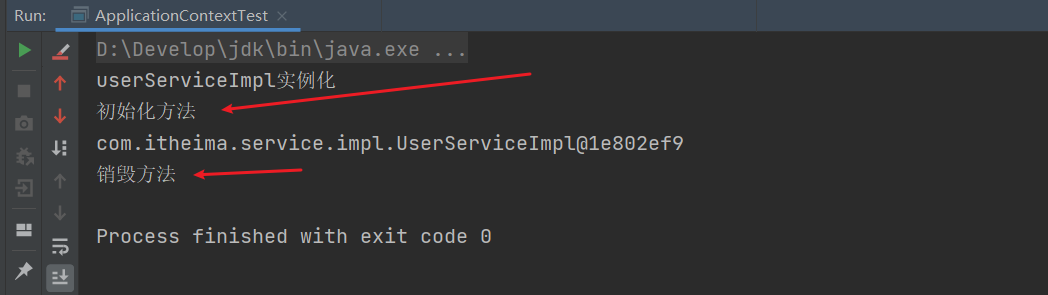 Run: ApplicationContextTest
D:\Develop\jdk\bin\java.exe ...
userServiceImpl实例化
初始化方法
com.itheima.service.impl.UserServiceImpl@1e802ef9
销毁方法
Process finished with exit code 0